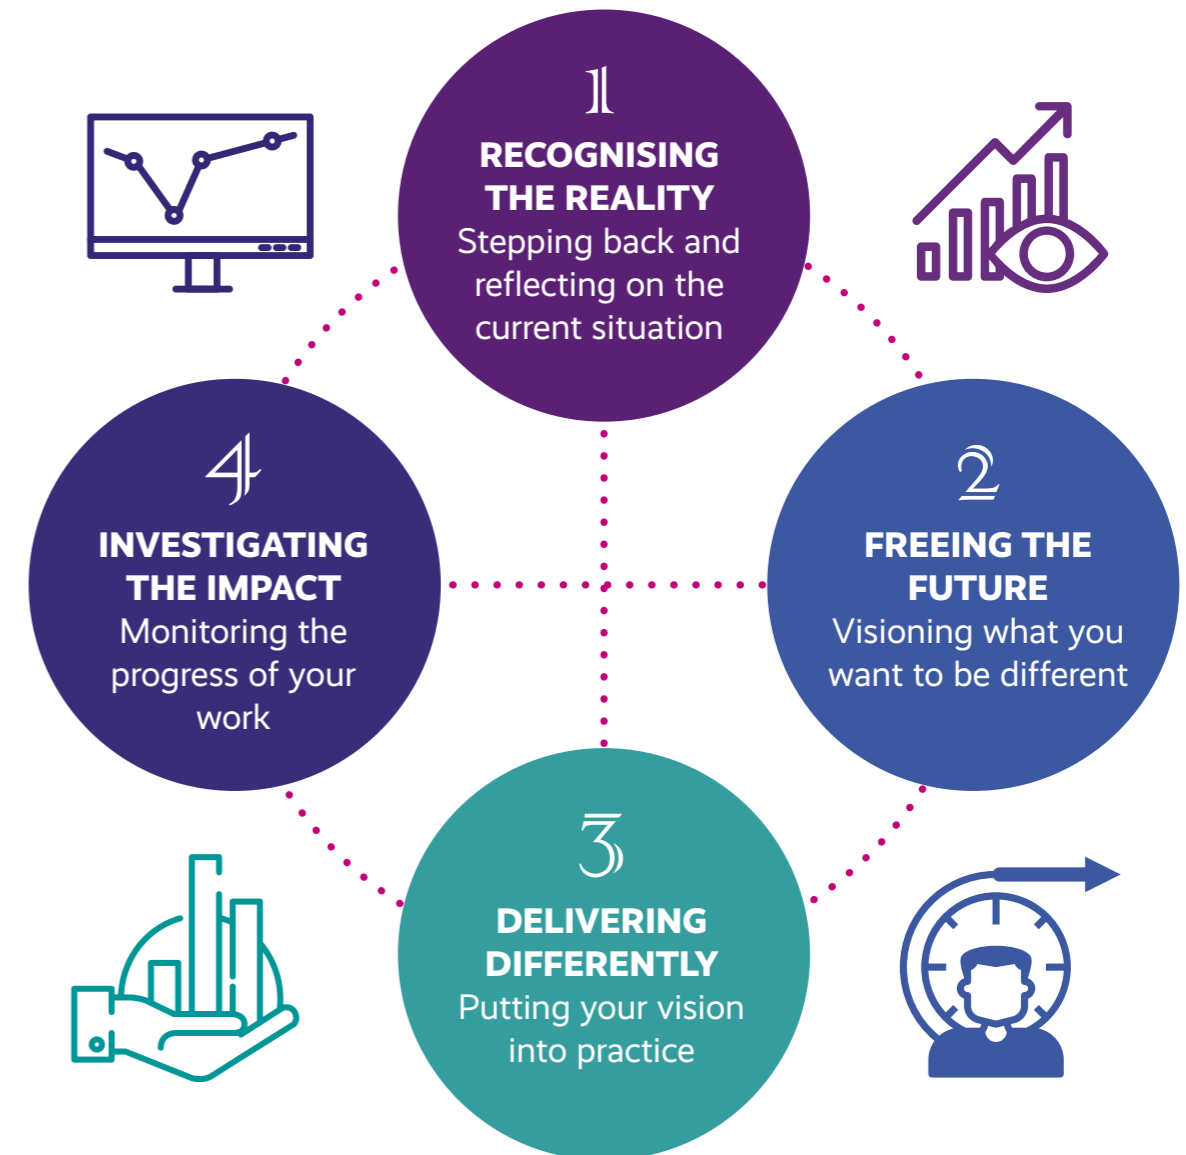 1
RECOGNISING
THE REALITY
Stepping back and
reflecting on the
current situation
2
FREEING THE
FUTURE
Visioning what you
want to be different
3
DELIVERING
DIFFERENTLY
Putting your vision
into practice
4
INVESTIGATING
THE IMPACT
Monitoring the
progress of your
work